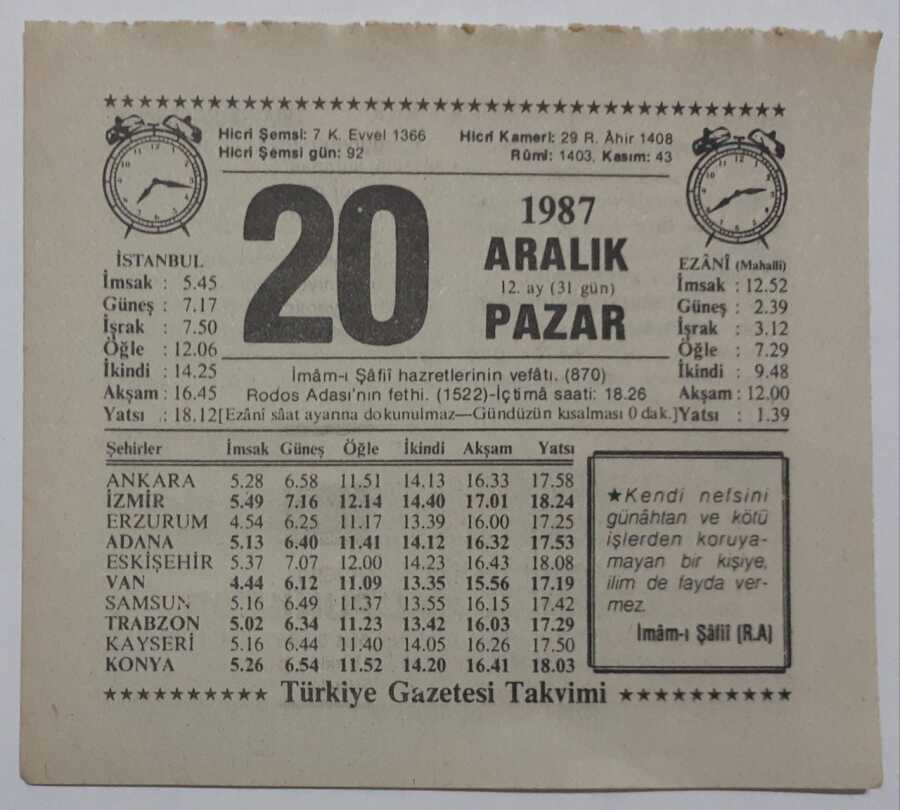 ★★★★★★★★★★★★★★★★★★★★★★★★★★★★★★★★★★★★★★★
Hicrî Şemsî: 7 K. Evvel 1366 Hicrî Kamerî: 29 R. Âhir 1408
Hicrî Şemsî gün: 92 Rûmî: 1403, Kasım: 43
20
1987
ARALIK
12. ay (31 gün)
PAZAR
İSTANBUL
İmsak : 5.45
Güneş : 7.17
İşrak : 7.50
Öğle : 12.06
İkindi : 14.25
Akşam : 16.45
Yatsı : 18.12
EZÂNÎ (Mahallî)
İmsak : 12.52
Güneş : 2.39
İşrak : 3.12
Öğle : 7.29
İkindi : 9.48
Akşam : 12.00
Yatsı : 1.39
İmâm-ı Şâfiî hazretlerinin vefâtı. (870)
Rodos Adası'nın fethi. (1522)-İçtimâ saati: 18.26
[Ezânî sâat ayarına dokunulmaz—Gündüzün kısalması 0 dak.]
Şehirler İmsak Güneş Öğle İkindi Akşam Yatsı
ANKARA 5.28 6.58 11.51 14.13 16.33 17.58
İZMİR 5.49 7.16 12.14 14.40 17.01 18.24
ERZURUM 4.54 6.25 11.17 13.39 16.00 17.25
ADANA 5.13 6.40 11.41 14.12 16.32 17.53
ESKİŞEHİR 5.37 7.07 12.00 14.23 16.43 18.08
VAN 4.44 6.12 11.09 13.35 15.56 17.19
SAMSUN 5.16 6.49 11.37 13.55 16.15 17.42
TRABZON 5.02 6.34 11.23 13.42 16.03 17.29
KAYSERİ 5.16 6.44 11.40 14.05 16.26 17.50
KONYA 5.26 6.54 11.52 14.20 16.41 18.03
★Kendi nefsini
günâhtan ve kötü
işlerden koruya-
mayan bir kişiye,
ilim de fayda ver-
mez.
İmâm-ı Şâfiî (R.A)
★★★★★★★★★★ Türkiye Gazetesi Takvimi ★★★★★★★★★★